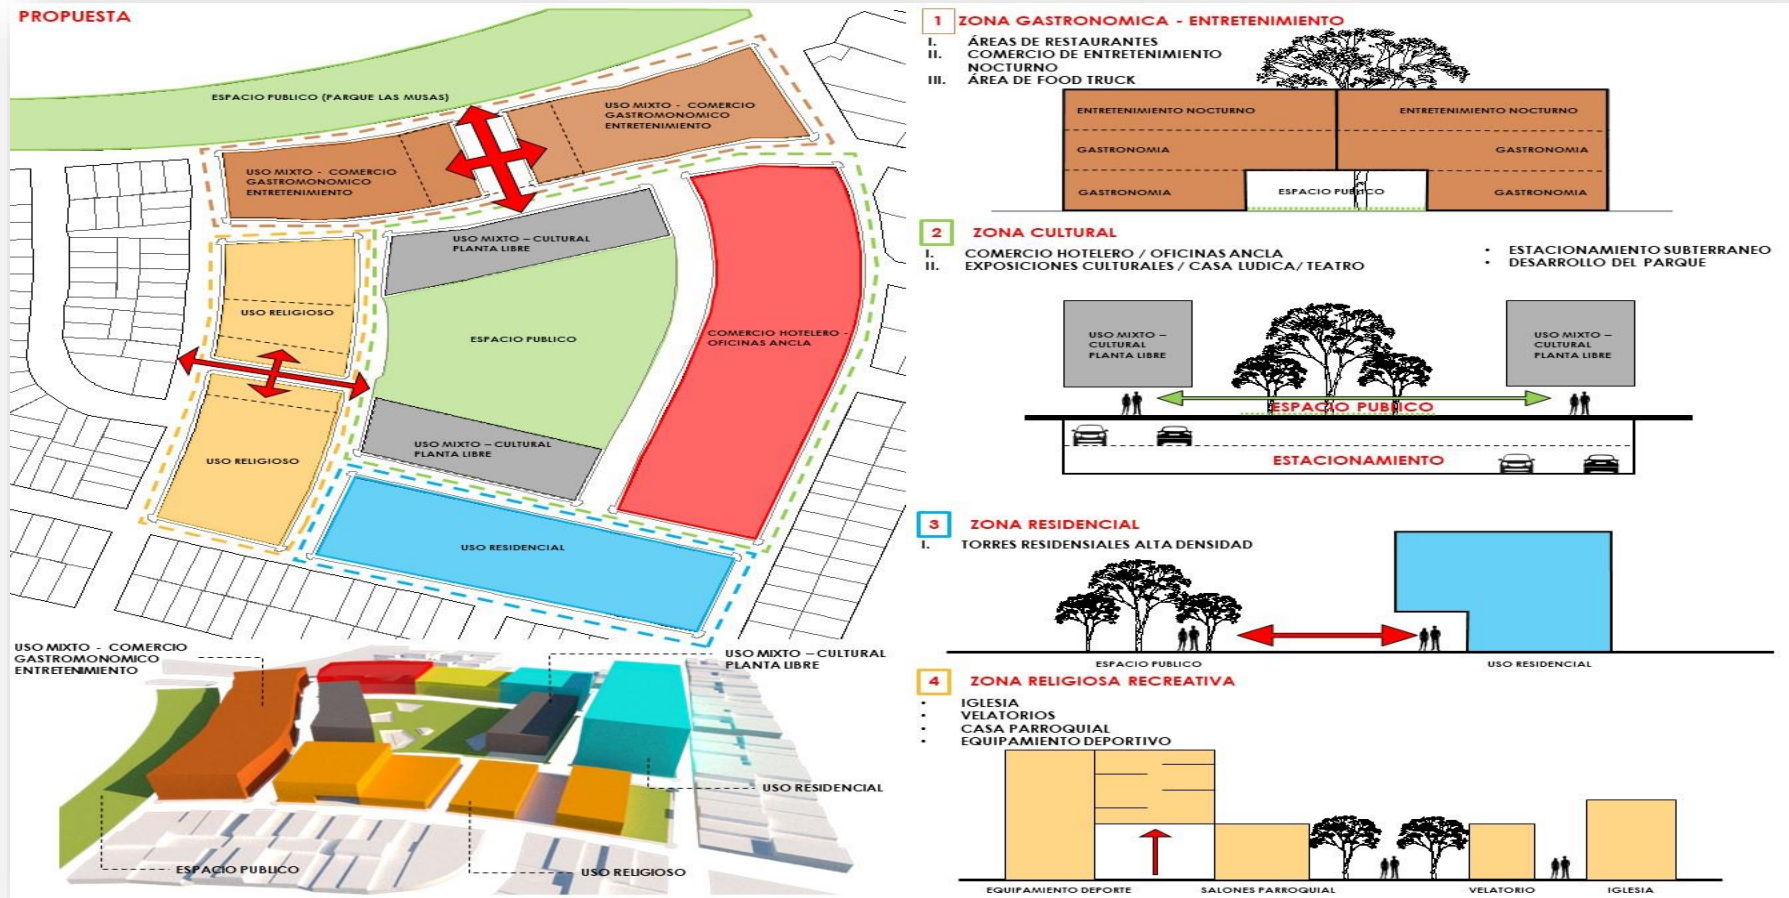 PROPUESTA
ESPACIO PUBLICO (PARQUE LAS MUSAS)
USO MIXTO - COMERCIO
GASTROMONOMICO
ENTRETENIMIENTO
USO MIXTO - COMERCIO
GASTROMONOMICO
ENTRETENIMIENTO
USO MIXTO – CULTURAL
PLANTA LIBRE
USO RELIGIOSO
ESPACIO PUBLICO
COMERCIO HOTELERO -
OFICINAS ANCLA
USO MIXTO – CULTURAL
PLANTA LIBRE
USO RELIGIOSO
USO RESIDENCIAL
USO MIXTO - COMERCIO
GASTROMONOMICO
ENTRETENIMIENTO
USO MIXTO – CULTURAL
PLANTA LIBRE
USO RESIDENCIAL
ESPACIO PUBLICO
USO RELIGIOSO
1 ZONA GASTRONOMICA - ENTRETENIMIENTO
I. ÁREAS DE RESTAURANTES
II. COMERCIO DE ENTRETENIMIENTO
NOCTURNO
III. ÁREA DE FOOD TRUCK
ENTRETENIMIENTO NOCTURNO
ENTRETENIMIENTO NOCTURNO
GASTRONOMIA
GASTRONOMIA
GASTRONOMIA
ESPACIO PUBLICO
GASTRONOMIA
2 ZONA CULTURAL
I. COMERCIO HOTELERO / OFICINAS ANCLA
II. EXPOSICIONES CULTURALES / CASA LUDICA/ TEATRO
• ESTACIONAMIENTO SUBTERRANEO
• DESARROLLO DEL PARQUE
USO MIXTO –
CULTURAL
PLANTA LIBRE
USO MIXTO –
CULTURAL
PLANTA LIBRE
ESPACIO PUBLICO
ESTACIONAMIENTO
3 ZONA RESIDENCIAL
I. TORRES RESIDENSIALES ALTA DENSIDAD
ESPACIO PUBLICO
USO RESIDENCIAL
4 ZONA RELIGIOSA RECREATIVA
• IGLESIA
• VELATORIOS
• CASA PARROQUIAL
• EQUIPAMIENTO DEPORTIVO
EQUIPAMIENTO DEPORTE
SALONES PARROQUIAL
VELATORIO
IGLESIA